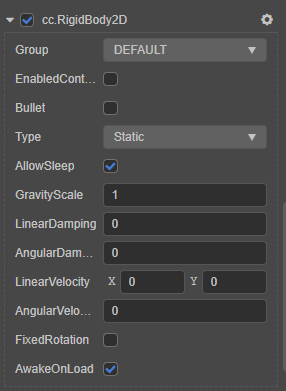 cc.RigidBody2D
Group DEFAULT
EnabledCont...
Bullet
Type Static
AllowSleep
GravityScale 1
LinearDamping 0
AngularDam... 0
LinearVelocity X 0 Y 0
AngularVelo... 0
FixedRotation
AwakeOnLoad